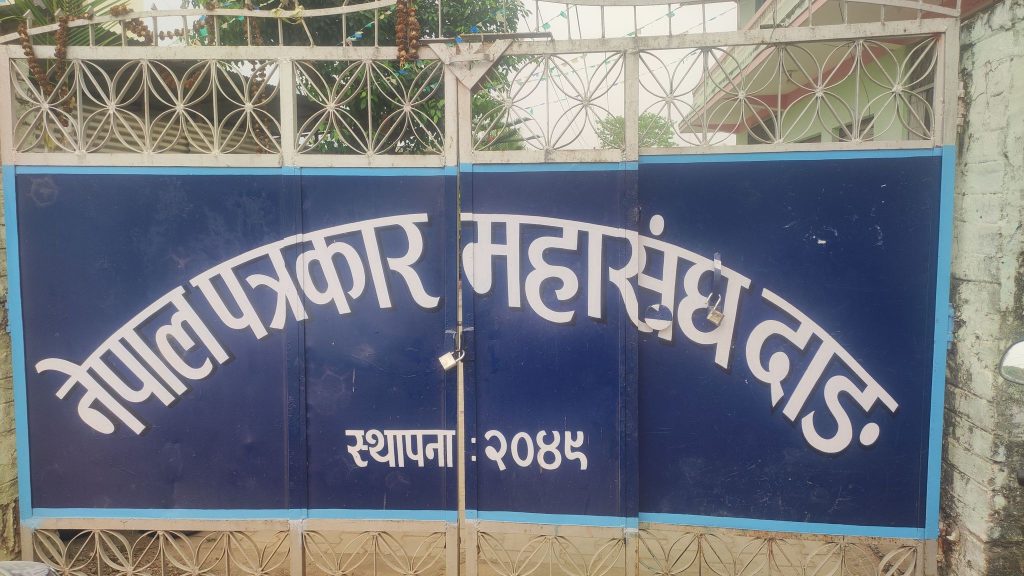 नेपाल पत्रकार महासंघ दाङ
स्थापना : २०४९